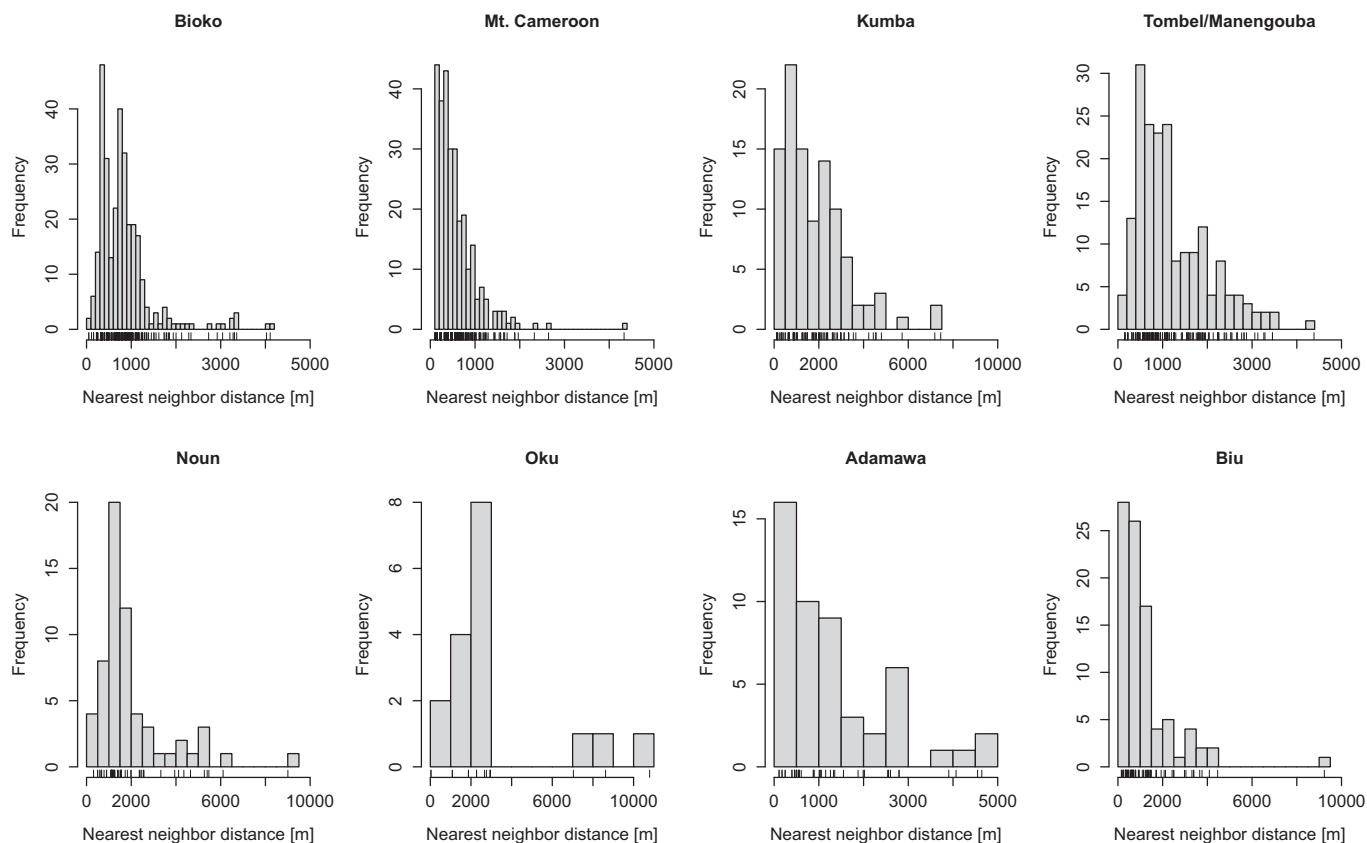 Bioko
Mt. Cameroon
Kumba
Tombel/Manengouba
Frequency
0 10 20 30 40
0 1000 3000 5000
Nearest neighbor distance [m]
Frequency
0 10 20 30 40
0 1000 3000 5000
Nearest neighbor distance [m]
Frequency
0 5 10 15 20
0 2000 6000 10000
Nearest neighbor distance [m]
Frequency
0 5 10 15 20 25 30
0 1000 3000 5000
Nearest neighbor distance [m]
Noun
Oku
Adamawa
Biu
Frequency
0 5 10 15 20
0 2000 6000 10000
Nearest neighbor distance [m]
Frequency
0 2 4 6 8
0 2000 6000 10000
Nearest neighbor distance [m]
Frequency
0 5 10 15
0 1000 3000 5000
Nearest neighbor distance [m]
Frequency
0 5 10 15 20 25
0 2000 6000 10000
Nearest neighbor distance [m]